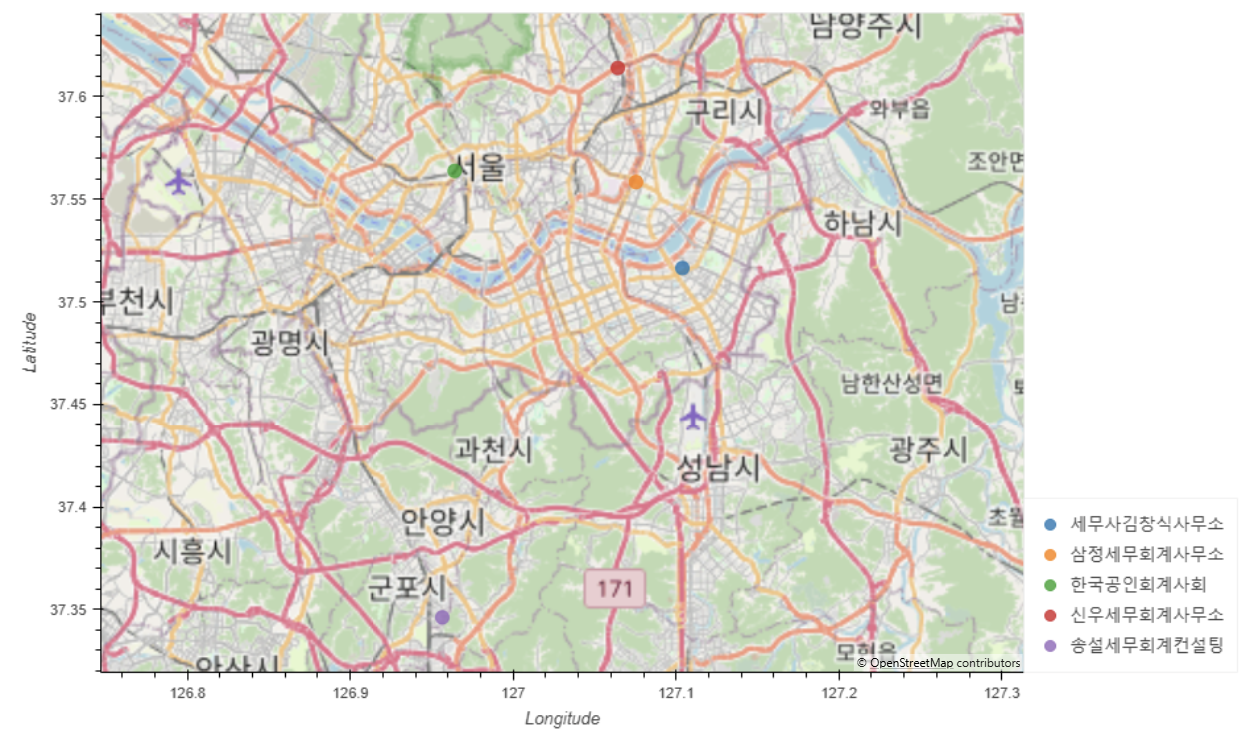 남양주시
37.6
구리시
와부읍
서울
조안면
37.55
하남시
37.5
부천시
광명시
Latitude
남한산성면
37.45
과천시
성남시
광주시
37.4
안양시
시흥시
군포시
171
37.35
안산시
모현읍
© OpenStreetMap contributors
세무사김창식사무소
삼정세무회계사무소
한국공인회계사회
신우세무회계사무소
송설세무회계컨설팅
126.8
126.9
127
127.1
127.2
127.3
Longitude